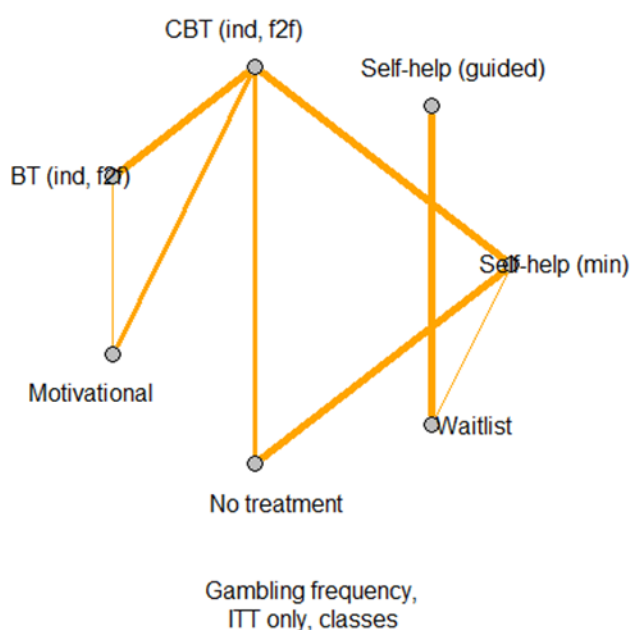 CBT (ind, f2f)
Self-help (guided)
BT (ind, f2f)
Self-help (min)
Motivational
Waitlist
No treatment
Gambling frequency,
ITT only, classes